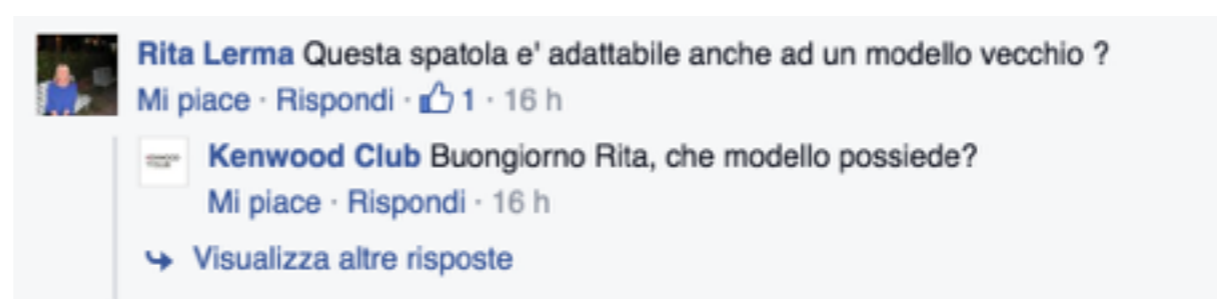 Rita Lerma Questa spatola e' adattabile anche ad un modello vecchio ?
Mi piace · Rispondi · 1 · 16 h
Kenwood Club Buongiorno Rita, che modello possiede?
Mi piace · Rispondi · 16 h
Visualizza altre risposte